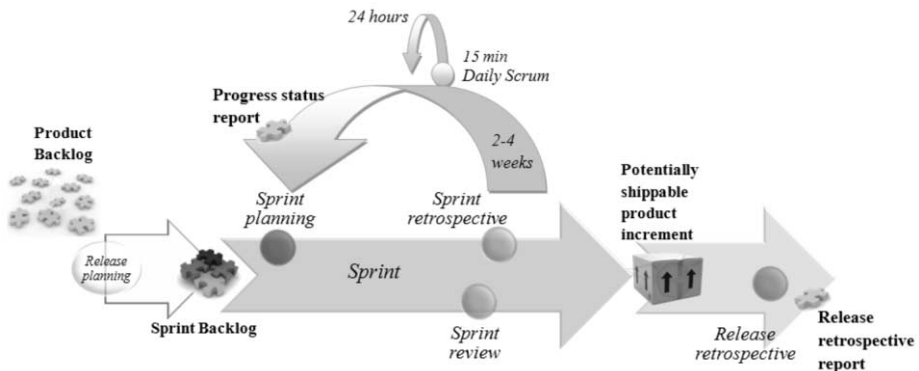 24 hours
15 min
Daily Scrum
Progress status
report
2-4
weeks
Product
Backlog
Sprint
planning
Sprint
retrospective
Potentially
shippable
product
increment
Release
planning
Sprint
Sprint Backlog
Sprint
review
Release
retrospective
Release
retrospective
report